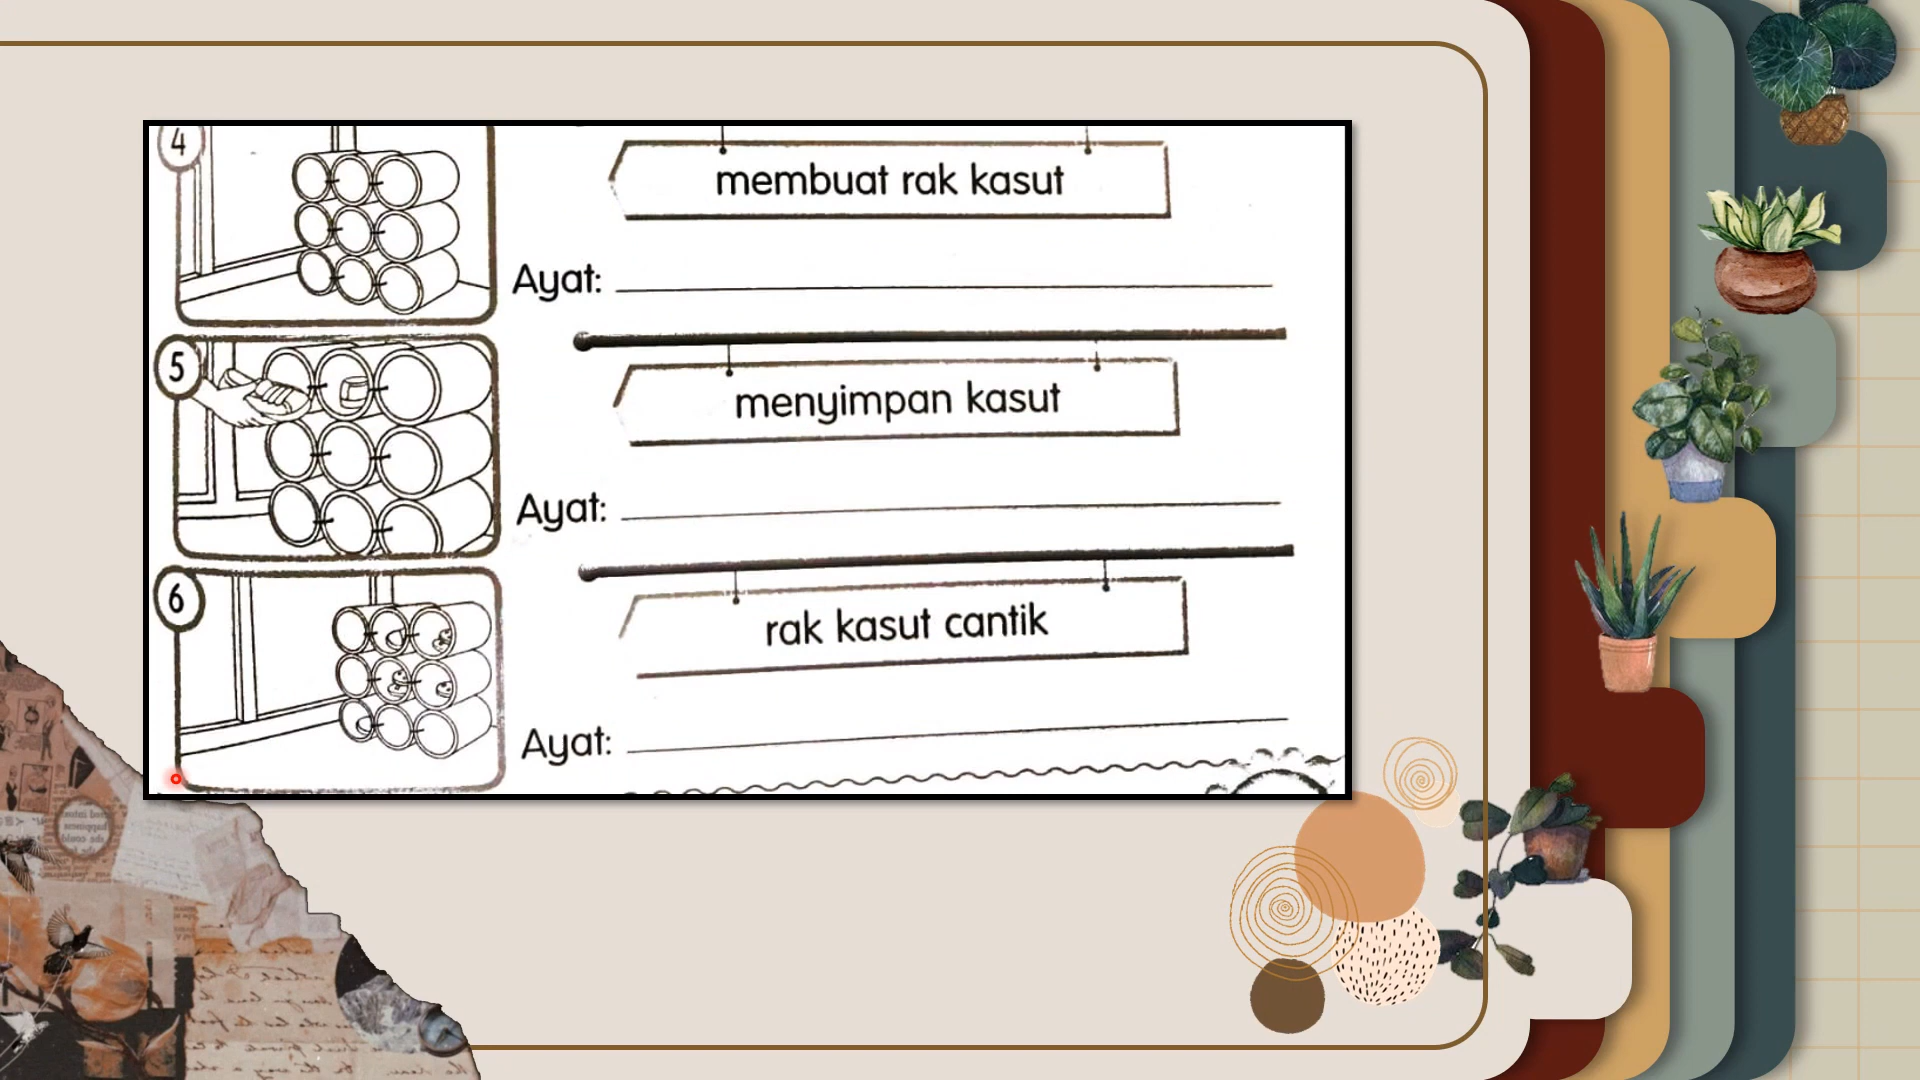 4
membuat rak kasut
Ayat:
5
menyimpan kasut
Ayat:
6
rak kasut cantik
Ayat: